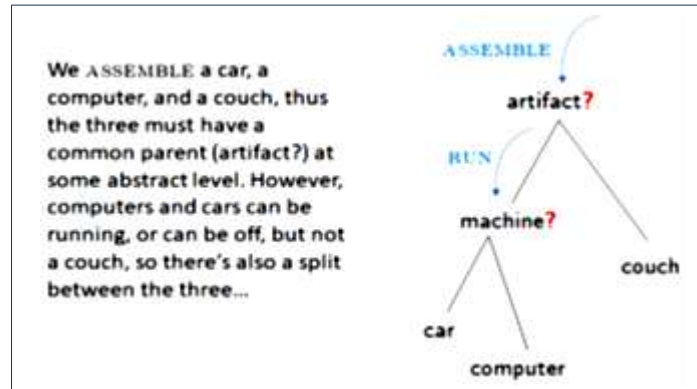 We ASSEMBLE a car, a
computer, and a couch, thus
the three must have a
common parent (artifact?) at
some abstract level. However,
computers and cars can be
running, or can be off, but not
a couch, so there's also a split
between the three...
ASSEMBLE
artifact?
RUN
machine?
couch
car
computer